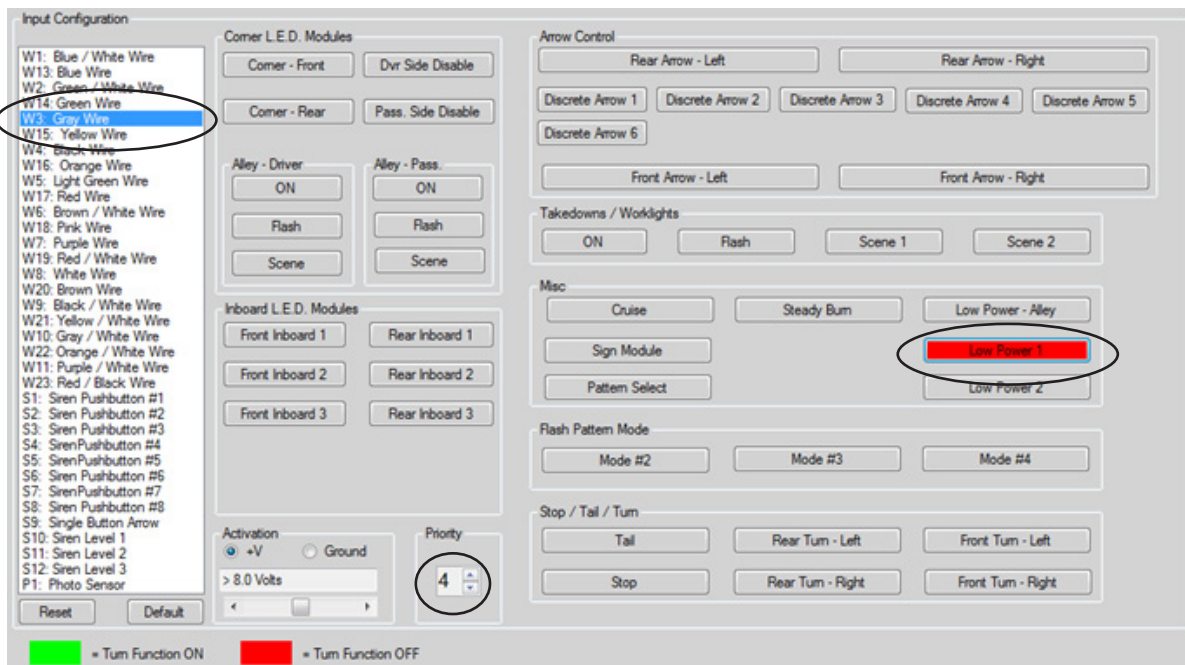 Input Configuration
W1: Blue / White Wire
W13: Blue Wire
W2: Green / White Wire
W14: Green Wire
W3: Gray Wire
W15: Yellow Wire
W4: Black Wire
W16: Orange Wire
W5: Light Green Wire
W17: Red Wire
W6: Brown / White Wire
W18: Pink Wire
W7: Purple Wire
W19: Red / White Wire
W8: White Wire
W20: Brown Wire
W9: Black / White Wire
W21: Yellow / White Wire
W10: Gray / White Wire
W22: Orange / White Wire
W11: Purple / White Wire
W23: Red / Black Wire
S1: Siren Pushbutton #1
S2: Siren Pushbutton #2
S3: Siren Pushbutton #3
S4: SirenPushbutton #4
S5: SirenPushbutton #5
S6: Siren Pushbutton #6
S7: SirenPushbutton #7
S8: Siren Pushbutton #8
S9: Single Button Arrow
S10: Siren Level 1
S11: Siren Level 2
S12: Siren Level 3
P1: Photo Sensor
Reset Default
Corner L.E.D. Modules
Corner - Front Dvr Side Disable
Corner - Rear Pass. Side Disable
Alley - Driver Alley - Pass.
ON ON
Flash Flash
Scene Scene
Inboard L.E.D. Modules
Front Inboard 1 Rear Inboard 1
Front Inboard 2 Rear Inboard 2
Front Inboard 3 Rear Inboard 3
Activation Priority
+V Ground
> 8.0 Volts 4
Arrow Control
Rear Arrow - Left Rear Arrow - Right
Discrete Arrow 1 Discrete Arrow 2 Discrete Arrow 3 Discrete Arrow 4 Discrete Arrow 5
Discrete Arrow 6
Front Arrow - Left Front Arrow - Right
Takedowns / Worklights
ON Flash Scene 1 Scene 2
Misc
Cruise Steady Burn Low Power - Alley
Sign Module Low Power 1
Pattern Select Low Power 2
Flash Pattern Mode
Mode #2 Mode #3 Mode #4
Stop / Tail / Turn
Tail Rear Turn - Left Front Turn - Left
Stop Rear Turn - Right Front Turn - Right
= Turn Function ON = Turn Function OFF